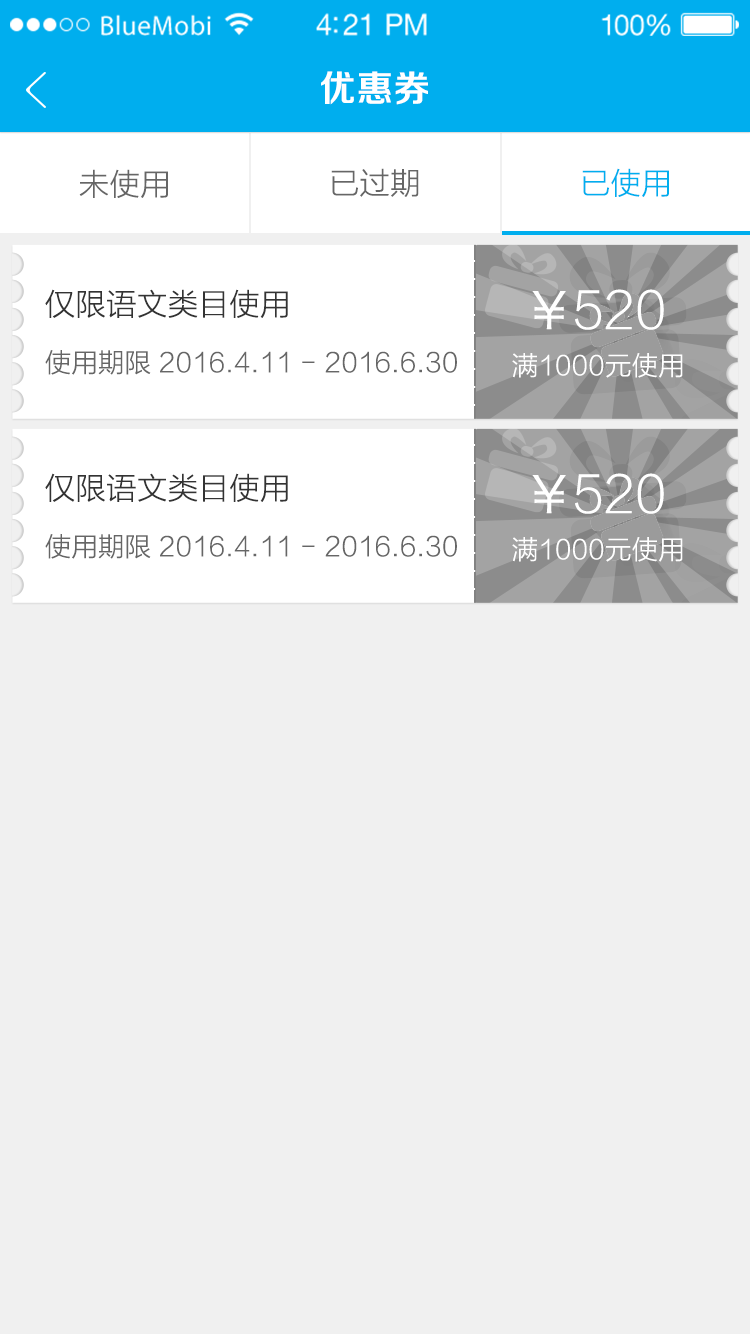 BlueMobi 4:21 PM 100%
优惠券
未使用 已过期 已使用
仅限语文类目使用
使用期限 2016.4.11 - 2016.6.30
¥520
满1000元使用
仅限语文类目使用
使用期限 2016.4.11 - 2016.6.30
¥520
满1000元使用